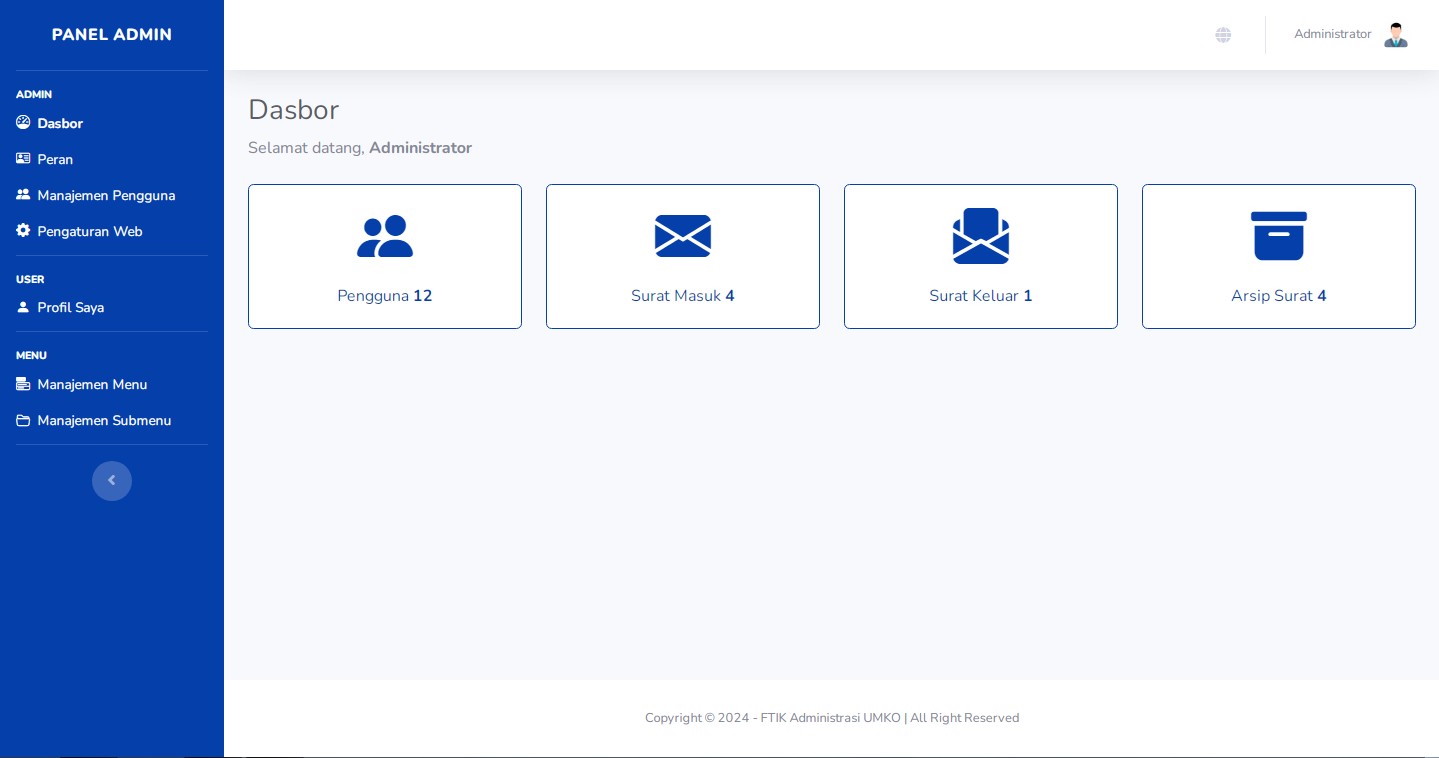 PANEL ADMIN
ADMIN
Dasbor
Peran
Manajemen Pengguna
Pengaturan Web
USER
Profil Saya
MENU
Manajemen Menu
Manajemen Submenu
Administrator
Dasbor
Selamat datang, Administrator
Pengguna 12
Surat Masuk 4
Surat Keluar 1
Arsip Surat 4
Copyright © 2024 - FTIK Administrasi UMKO | All Right Reserved